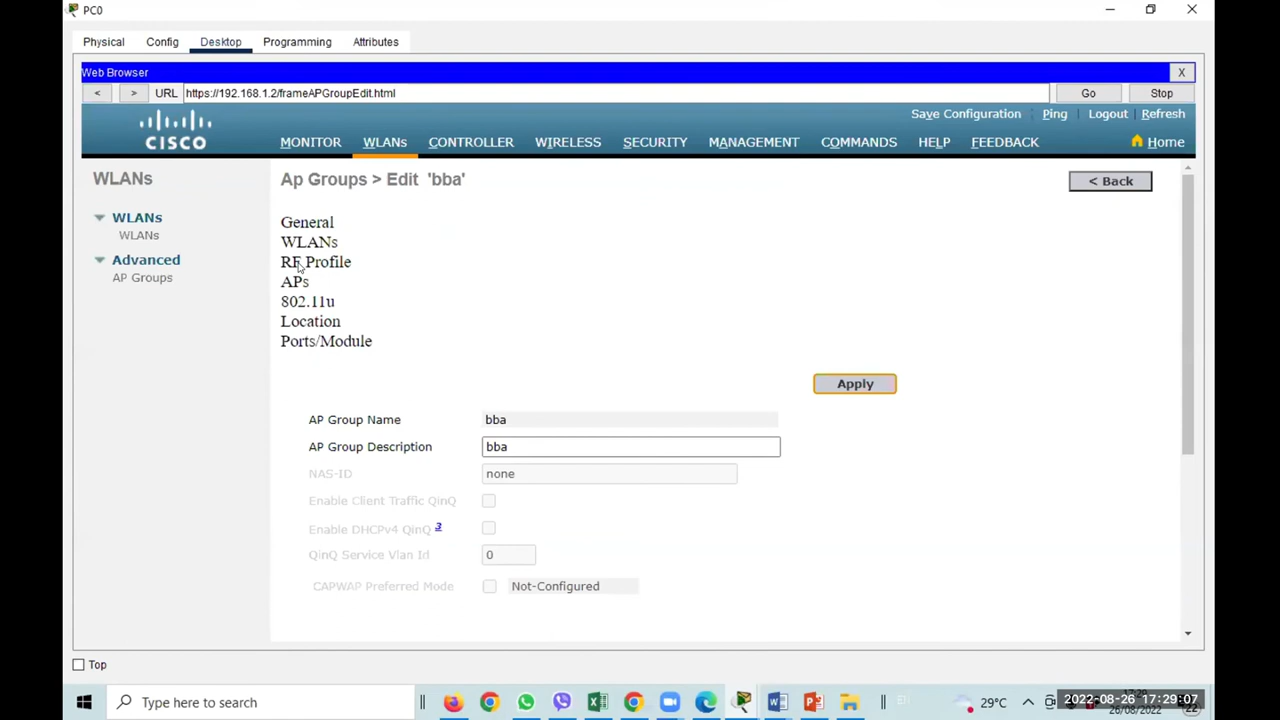 PC0
Physical Config Desktop Programming Attributes
Web Browser X
< > URL https://192.168.1.2/frameAPGroupEdit.html Go Stop
Save Configuration Ping Logout Refresh
CISCO MONITOR WLANs CONTROLLER WIRELESS SECURITY MANAGEMENT COMMANDS HELP FEEDBACK Home
WLANs
WLANs
WLANs
Advanced
AP Groups
Ap Groups > Edit 'bba' < Back
General
WLANs
RF Profile
APs
802.11u
Location
Ports/Module
Apply
AP Group Name bba
AP Group Description bba
NAS-ID none
Enable Client Traffic QinQ
Enable DHCPv4 QinQ 3
QinQ Service Vlan Id 0
CAPWAP Preferred Mode Not-Configured
Top
Type here to search 29°C 2022-08-26 17:29:07
26/08/2022 22